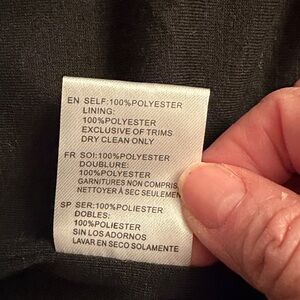 EN SELF:100%POLYESTER
LINING:
100%POLYESTER
EXCLUSIVE OF TRIMS
DRY CLEAN ONLY
FR SOI:100%POLYESTER
DOUBLURE:
100%POLYESTER
GARNITURES NON COMPRIS
NETTOYER À SEC SEULEMEN
SP SER:100%POLIESTER
DOBLES:
100%POLIESTER
SIN LOS ADORNOS
LAVAR EN SECO SOLAMENTE